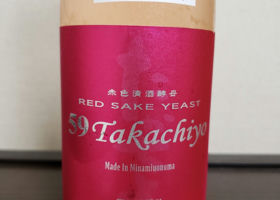 赤色清酒酵母
RED SAKE YEAST
59 Takachiyo
Made In Minamiuonuma